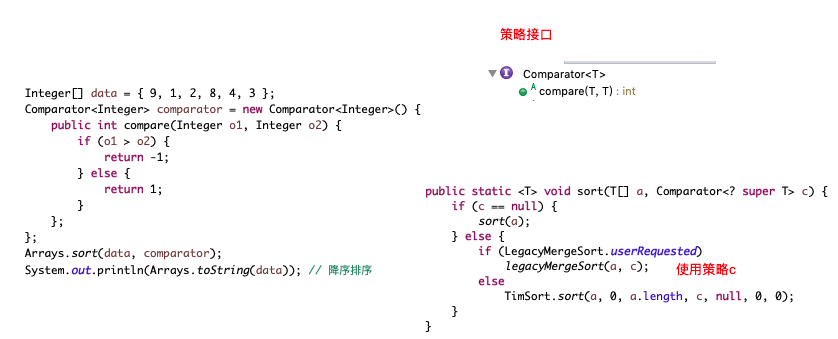 策略接口
Comparator<T>
A compare(T, T) : int
Integer[] data = { 9, 1, 2, 8, 4, 3 };
Comparator<Integer> comparator = new Comparator<Integer>() {
    public int compare(Integer o1, Integer o2) {
        if (o1 > o2) {
            return -1;
        } else {
            return 1;
        }
    };
};
Arrays.sort(data, comparator);
System.out.println(Arrays.toString(data)); // 降序排序
public static <T> void sort(T[] a, Comparator<? super T> c) {
    if (c == null) {
        sort(a);
    } else {
        if (LegacyMergeSort.userRequested)
            legacyMergeSort(a, c); 使用策略c
        else
            TimSort.sort(a, 0, a.length, c, null, 0, 0);
    }
}